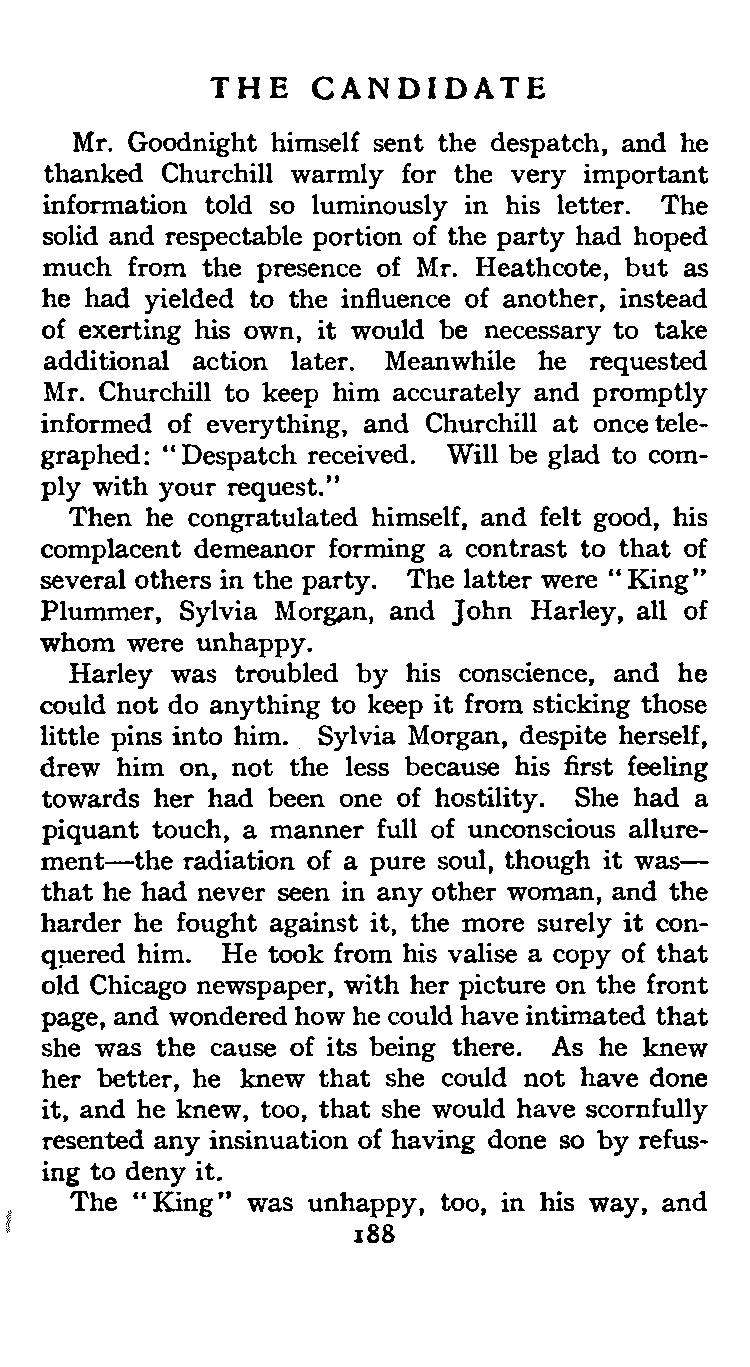 THE CANDIDATE
Mr. Goodnight himself sent the despatch, and he
thanked Churchill warmly for the very important
information told so luminously in his letter. The
solid and respectable portion of the party had hoped
much from the presence of Mr. Heathcote, but as
he had yielded to the influence of another, instead
of exerting his own, it would be necessary to take
additional action later. Meanwhile he requested
Mr. Churchill to keep him accurately and promptly
informed of everything, and Churchill at once tele-
graphed: "Despatch received. Will be glad to com-
ply with your request."
Then he congratulated himself, and felt good, his
complacent demeanor forming a contrast to that of
several others in the party. The latter were "King"
Plummer, Sylvia Morgan, and John Harley, all of
whom were unhappy.
Harley was troubled by his conscience, and he
could not do anything to keep it from sticking those
little pins into him. Sylvia Morgan, despite herself,
drew him on, not the less because his first feeling
towards her had been one of hostility. She had a
piquant touch, a manner full of unconscious allure-
ment—the radiation of a pure soul, though it was—
that he had never seen in any other woman, and the
harder he fought against it, the more surely it con-
quered him. He took from his valise a copy of that
old Chicago newspaper, with her picture on the front
page, and wondered how he could have intimated that
she was the cause of its being there. As he knew
her better, he knew that she could not have done
it, and he knew, too, that she would have scornfully
resented any insinuation of having done so by refus-
ing to deny it.
The "King" was unhappy, too, in his way, and
188